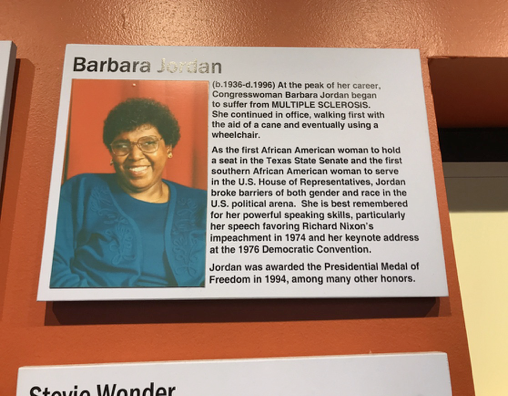 Barbara Jordan
(b.1936-d.1996) At the peak of her career,
Congresswoman Barbara Jordan began
to suffer from MULTIPLE SCLEROSIS.
She continued in office, walking first with
the aid of a cane and eventually using a
wheelchair.
As the first African American woman to hold
a seat in the Texas State Senate and the first
southern African American woman to serve
in the U.S. House of Representatives, Jordan
broke barriers of both gender and race in the
U.S. political arena. She is best remembered
for her powerful speaking skills, particularly
her speech favoring Richard Nixon's
impeachment in 1974 and her keynote address
at the 1976 Democratic Convention.
Jordan was awarded the Presidential Medal of
Freedom in 1994, among many other honors.
Stevie Wonder